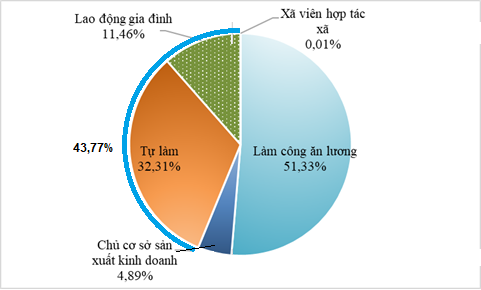 Lao động gia đình
11,46%
Xã viên hợp tác
xã
0,01%
43,77%
Tự làm
32,31%
Làm công ăn lương
51,33%
Chủ cơ sở sản
xuất kinh doanh
4,89%